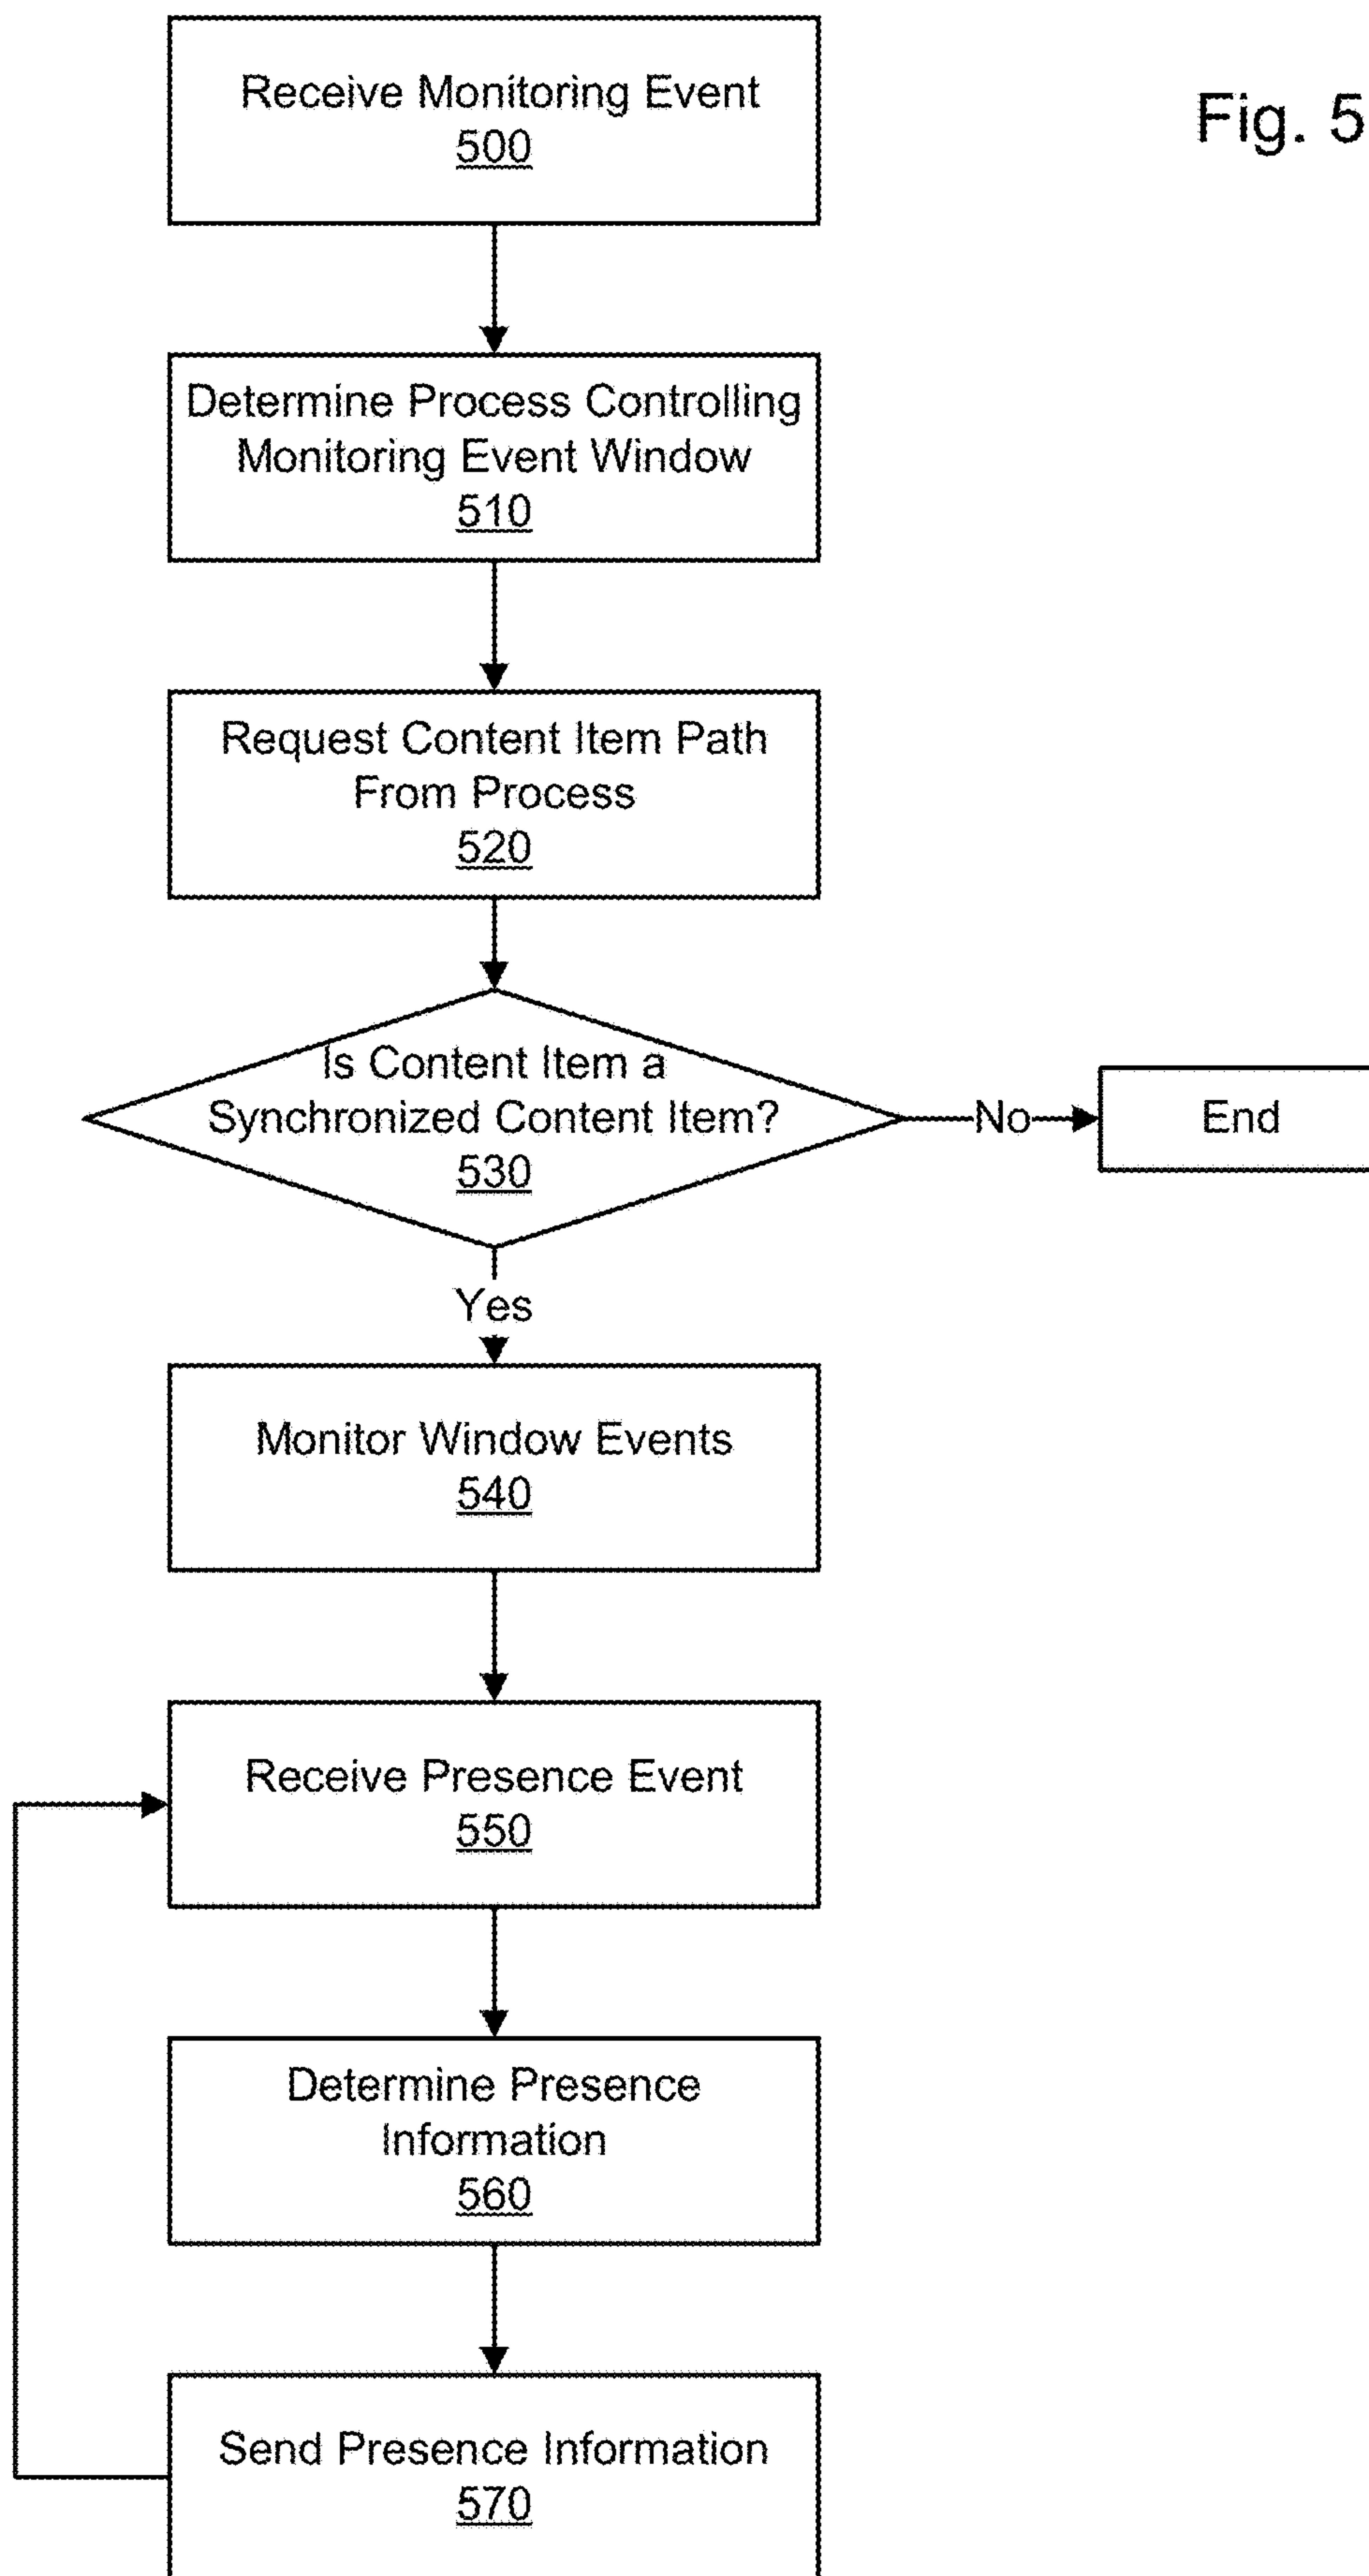 Fig. 5
Receive Monitoring Event
500
Determine Process Controlling
Monitoring Event Window
510
Request Content Item Path
From Process
520
Is Content Item a
Synchronized Content Item?
530
No
End
Yes
Monitor Window Events
540
Receive Presence Event
550
Determine Presence
Information
560
Send Presence Information
570